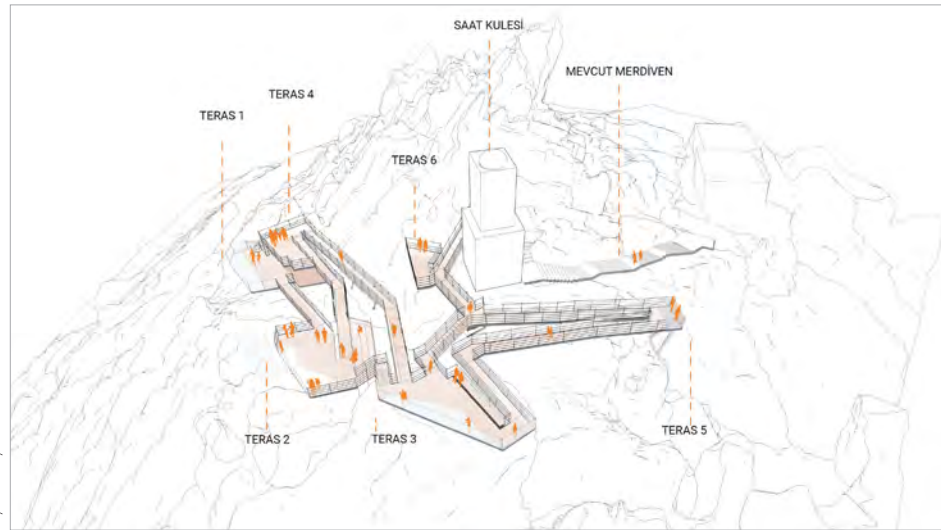 SAAT KULESİ
MEVCUT MERDİVEN
TERAS 4
TERAS 1
TERAS 6
TERAS 2
TERAS 3
TERAS 5